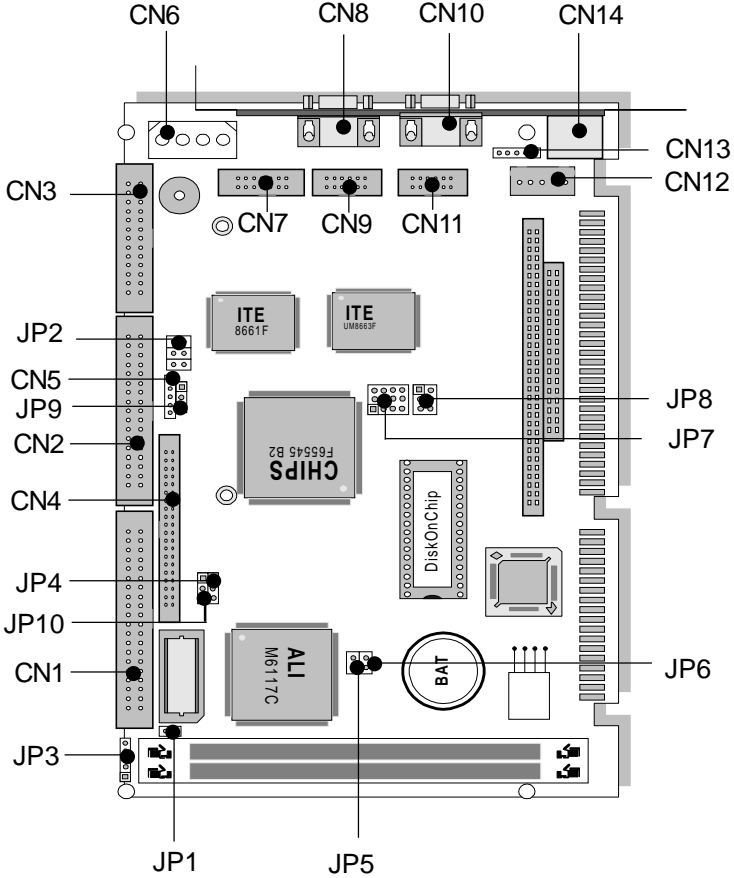 CN6
CN8
CN10
CN14
CN13
CN12
CN3
CN7
CN9
CN11
ITE
8661F
ITE
UM8663F
JP2
CN5
JP9
CN2
CN4
CHIPS
F65545 B2
JP8
JP7
DiskOnChip
JP4
JP10
CN1
ALI
M6117C
BAT
JP6
JP3
JP1
JP5